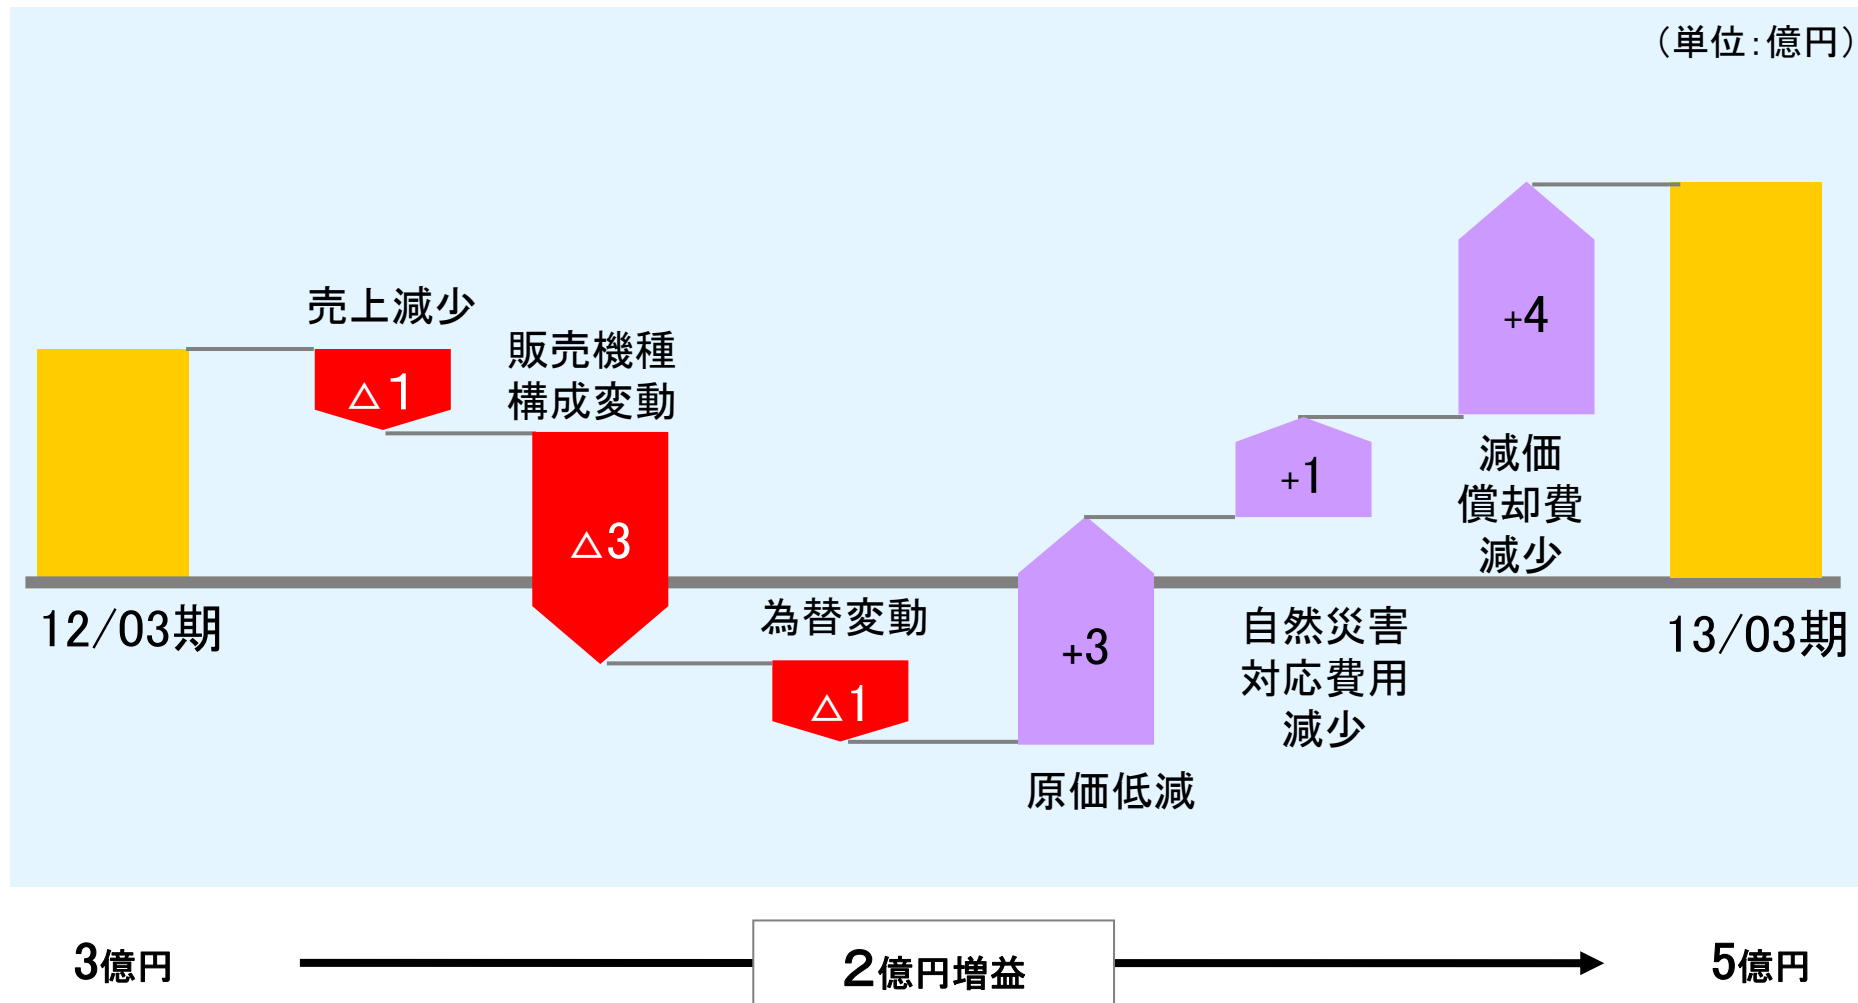 （単位：億円）
売上減少
△1
販売機種
構成変動
△3
為替変動
△1
+3
原価低減
+1
自然災害
対応費用
減少
+4
減価
償却費
減少
12/03期
13/03期
3億円
2億円増益
5億円